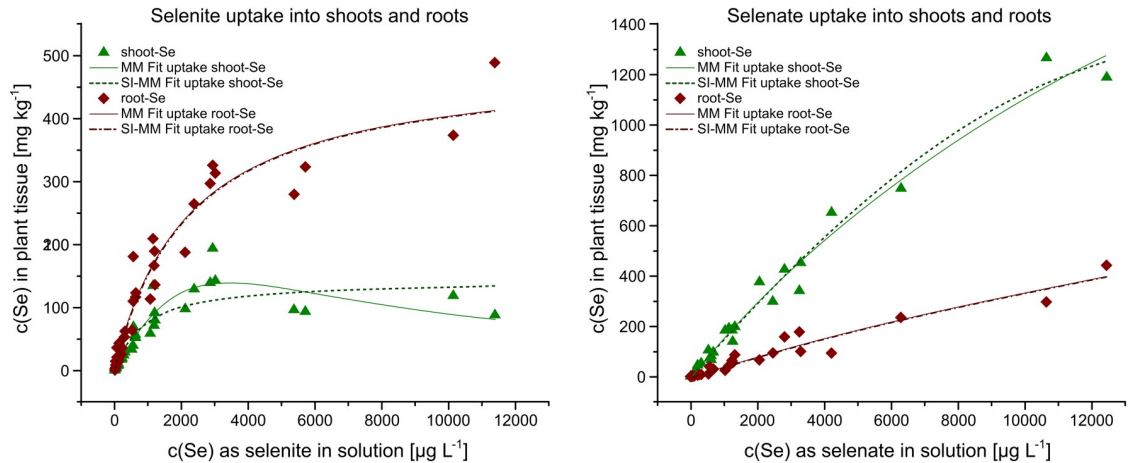 Selenite uptake into shoots and roots
500
400
300
200
100
0
c(Se) in plant tissue [mg kg⁻¹]
shoot-Se
MM Fit uptake shoot-Se
SI-MM Fit uptake shoot-Se
root-Se
MM Fit uptake root-Se
SI-MM Fit uptake root-Se
0 2000 4000 6000 8000 10000 12000
c(Se) as selenite in solution [µg L⁻¹]
Selenate uptake into shoots and roots
1400
1200
1000
800
600
400
200
0
c(Se) in plant tissue [mg kg⁻¹]
shoot-Se
MM Fit uptake shoot-Se
SI-MM Fit uptake shoot-Se
root-Se
MM Fit uptake root-Se
SI-MM Fit uptake root-Se
0 2000 4000 6000 8000 10000 12000
c(Se) as selenate in solution [µg L⁻¹]